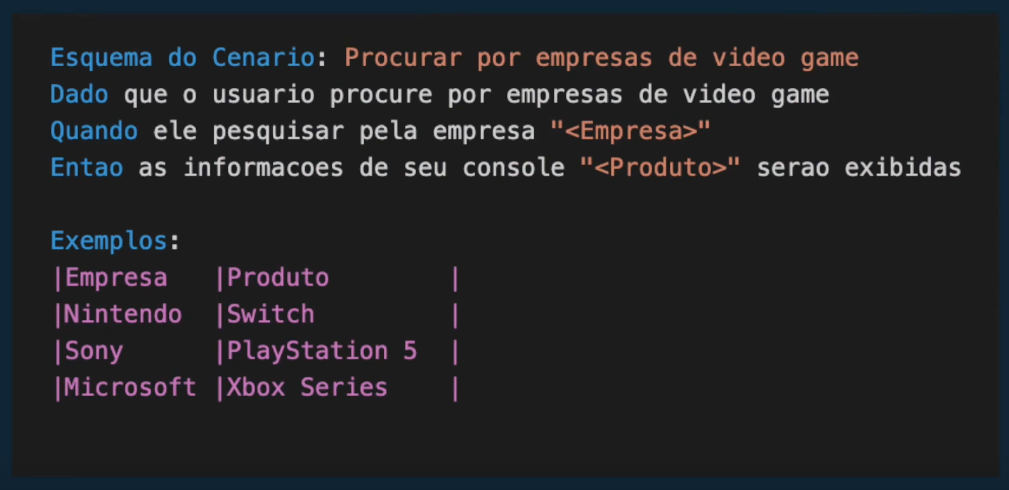 Esquema do Cenario: Procurar por empresas de video game
Dado que o usuario procure por empresas de video game
Quando ele pesquisar pela empresa "<Empresa>"
Entao as informacoes de seu console "<Produto>" serao exibidas
Exemplos:
|Empresa   |Produto        |
|Nintendo  |Switch         |
|Sony      |PlayStation 5  |
|Microsoft |Xbox Series    |